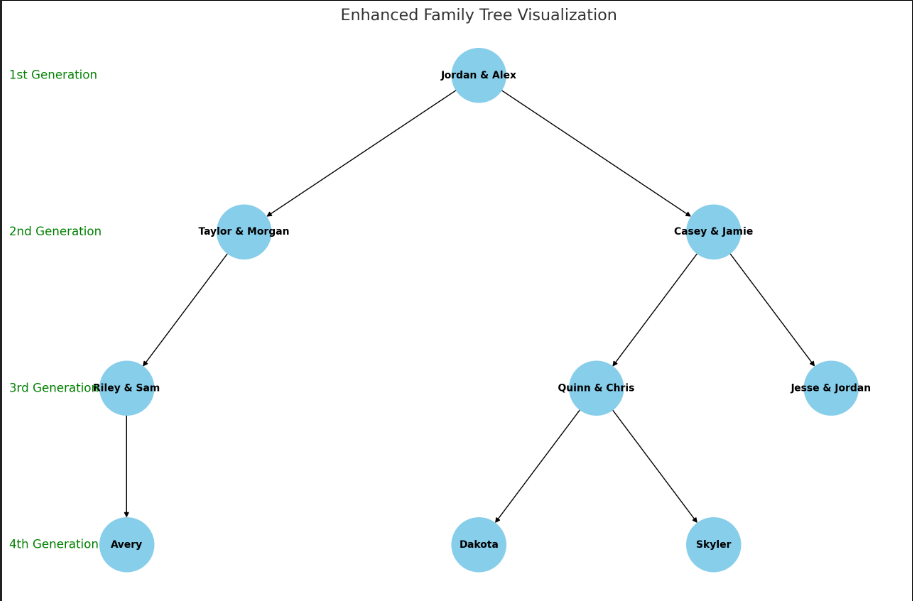 Enhanced Family Tree Visualization
1st Generation
Jordan & Alex
2nd Generation
Taylor & Morgan
Casey & Jamie
3rd Generation
Riley & Sam
Quinn & Chris
Jesse & Jordan
4th Generation
Avery
Dakota
Skyler